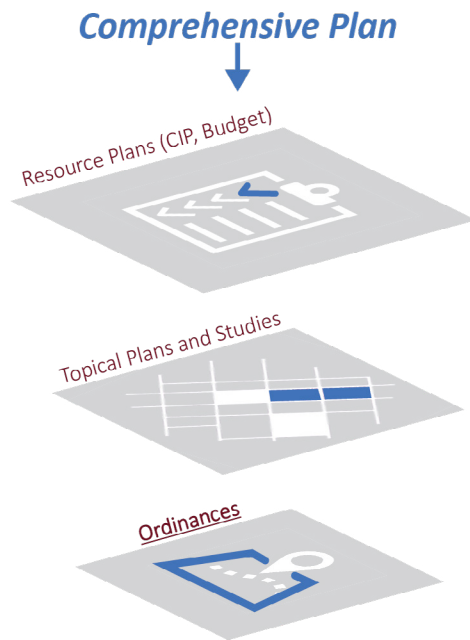 Comprehensive Plan
Resource Plans (CIP, Budget)
Topical Plans and Studies
Ordinances